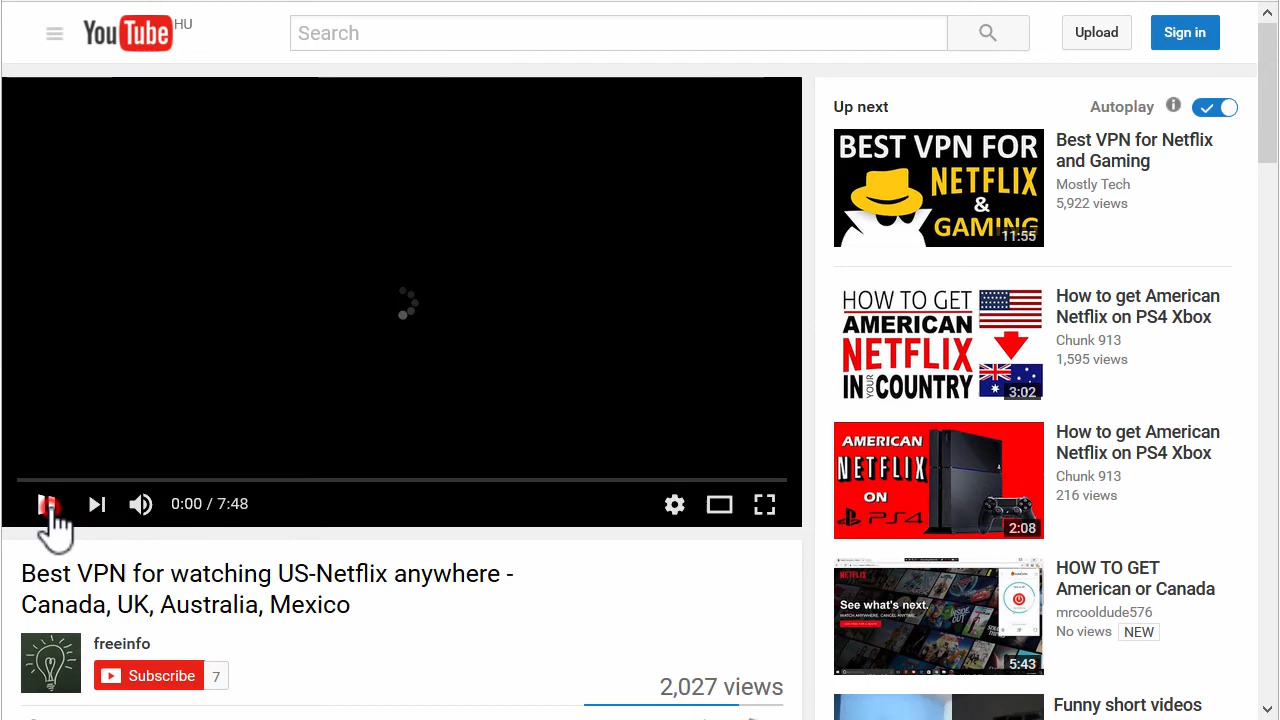 YouTube HU
Search
Upload
Sign in
0:00 / 7:48
Best VPN for watching US-Netflix anywhere -
Canada, UK, Australia, Mexico
freeinfo
Subscribe 7
2,027 views
Up next
Autoplay
BEST VPN FOR
NETFLIX
&
GAMING
11:55
Best VPN for Netflix
and Gaming
Mostly Tech
5,922 views
HOW TO GET
AMERICAN
NETFLIX
IN YOUR COUNTRY
3:02
How to get American
Netflix on PS4 Xbox
Chunk 913
1,595 views
AMERICAN
NETFLIX
ON
PS4
2:08
How to get American
Netflix on PS4 Xbox
Chunk 913
216 views
NETFLIX
See what's next.
5:43
HOW TO GET
American or Canada
mrcooldude576
No views NEW
Funny short videos